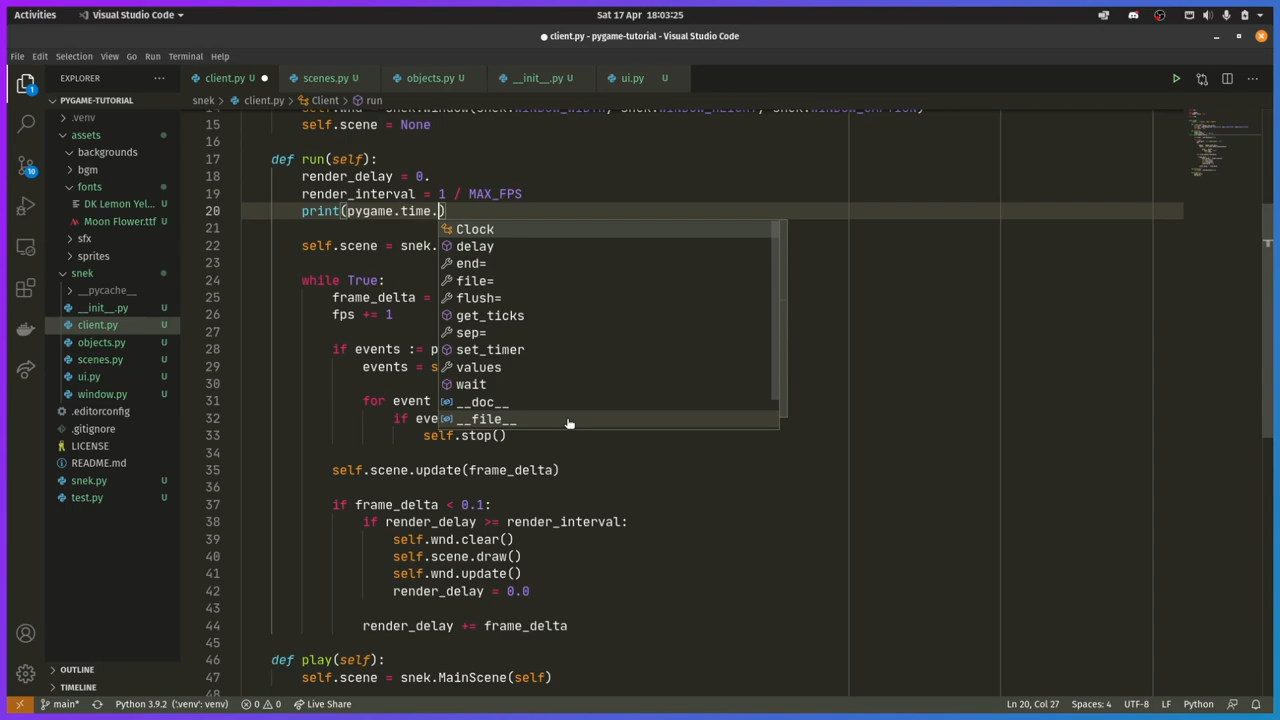 Activities Visual Studio Code Sat 17 Apr 18:03:25
● client.py - pygame-tutorial - Visual Studio Code
File Edit Selection View Go Run Terminal Help
EXPLORER ··· client.py ● scenes.py U objects.py U __init__.py U ui.py U
PYGAME-TUTORIAL
snek > client.py > Client > run
.venv
assets
backgrounds
bgm
fonts
DK Lemon Yel...
Moon Flower.ttf
sfx
sprites
snek
__pycache__
__init__.py U
client.py U
objects.py U
scenes.py U
ui.py U
window.py U
.editorconfig
.gitignore
LICENSE
README.md
snek.py U
test.py U
OUTLINE
TIMELINE
15 self.scene = None
16
17 def run(self):
18 render_delay = 0.
19 render_interval = 1 / MAX_FPS
20 print(pygame.time.)
21
22 self.scene = snek.
23
24 while True:
25 frame_delta =
26 fps += 1
27
28 if events := p
29 events = s
30
31 for event
32 if eve
33 self.stop()
34
35 self.scene.update(frame_delta)
36
37 if frame_delta < 0.1:
38 if render_delay >= render_interval:
39 self.wnd.clear()
40 self.scene.draw()
41 self.wnd.update()
42 render_delay = 0.0
43
44 render_delay += frame_delta
45
46 def play(self):
47 self.scene = snek.MainScene(self)
48
Clock
delay
end=
file=
flush=
get_ticks
sep=
set_timer
values
wait
__doc__
__file__
1
10
main* Python 3.9.2 ('.venv': venv) 0 0 Live Share Ln 20, Col 27 Spaces: 4 UTF-8 LF Python